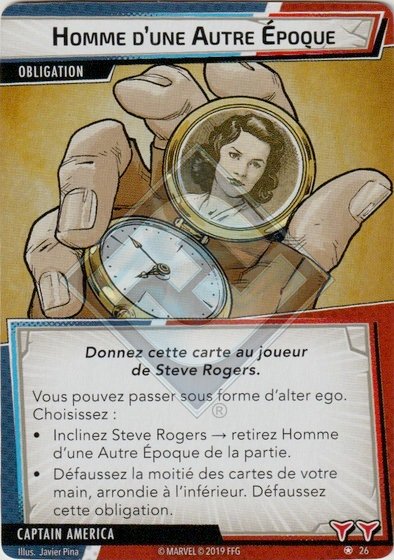 HOMME D'UNE AUTRE ÉPOQUE
OBLIGATION
Donnez cette carte au joueur
de Steve Rogers.
Vous pouvez passer sous forme d'alter ego.
Choisissez :
• Inclinez Steve Rogers → retirez Homme
d'une Autre Époque de la partie.
• Défaussez la moitié des cartes de votre
main, arrondie à l'inférieur. Défaussez
cette obligation.
CAPTAIN AMERICA
Illus. Javier Pina
© MARVEL © 2019 FFG
26